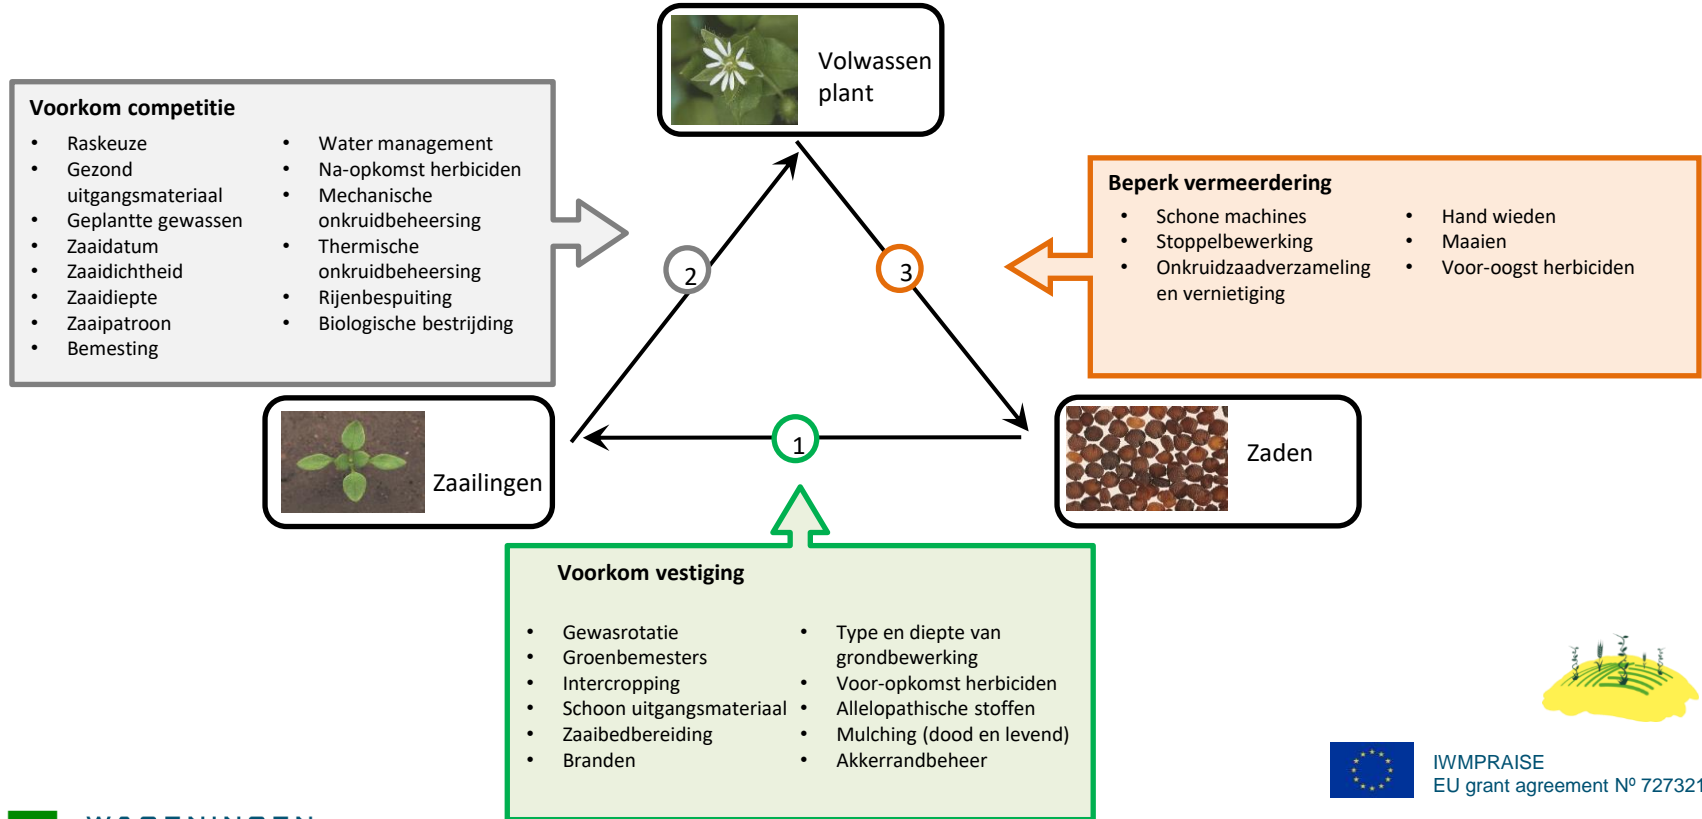 Volwassen
plant
Voorkom competitie
• Raskeuze
• Gezond
uitgangsmateriaal
• Geplantte gewassen
• Zaaidatum
• Zaaidichtheid
• Zaaidiepte
• Zaaipatroon
• Bemesting
• Water management
• Na-opkomst herbiciden
• Mechanische
onkruidbeheersing
• Thermische
onkruidbeheersing
• Rijenbespuiting
• Biologische bestrijding
Beperk vermeerdering
• Schone machines
• Stoppelbewerking
• Onkruidzaadverzameling
en vernietiging
• Hand wieden
• Maaien
• Voor-oogst herbiciden
2
3
1
Zaailingen
Zaden
Voorkom vestiging
• Gewasrotatie
• Groenbemesters
• Intercropping
• Schoon uitgangsmateriaal
• Zaaibedbereiding
• Branden
• Type en diepte van
grondbewerking
• Voor-opkomst herbiciden
• Allelopathische stoffen
• Mulching (dood en levend)
• Akkerrandbeheer
IWMPRAISE
EU grant agreement Nº 727321
WAGENINGEN